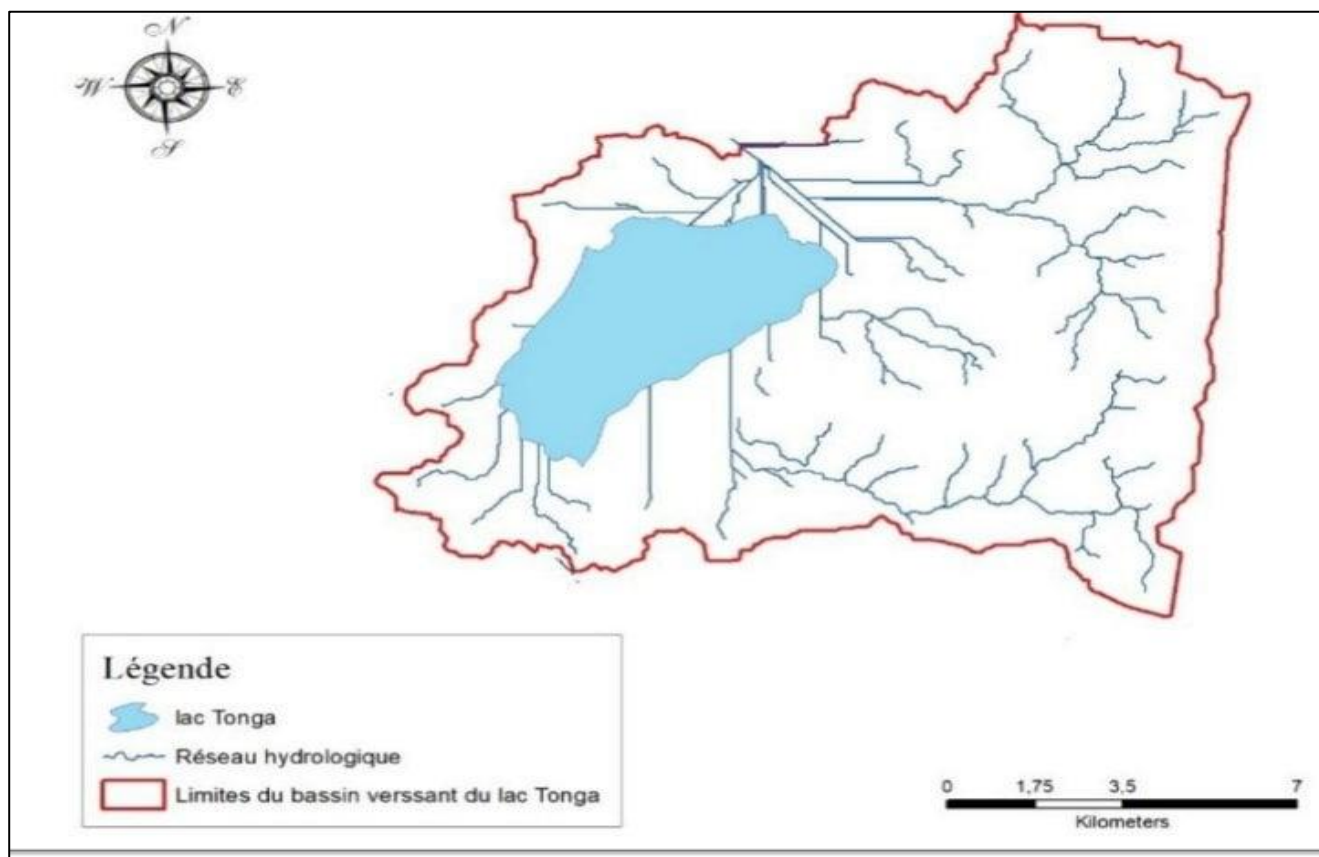 N
W
E
S
Légende
lac Tonga
Réseau hydrologique
Limites du bassin verssant du lac Tonga
0 1,75 3,5 7
Kilometers